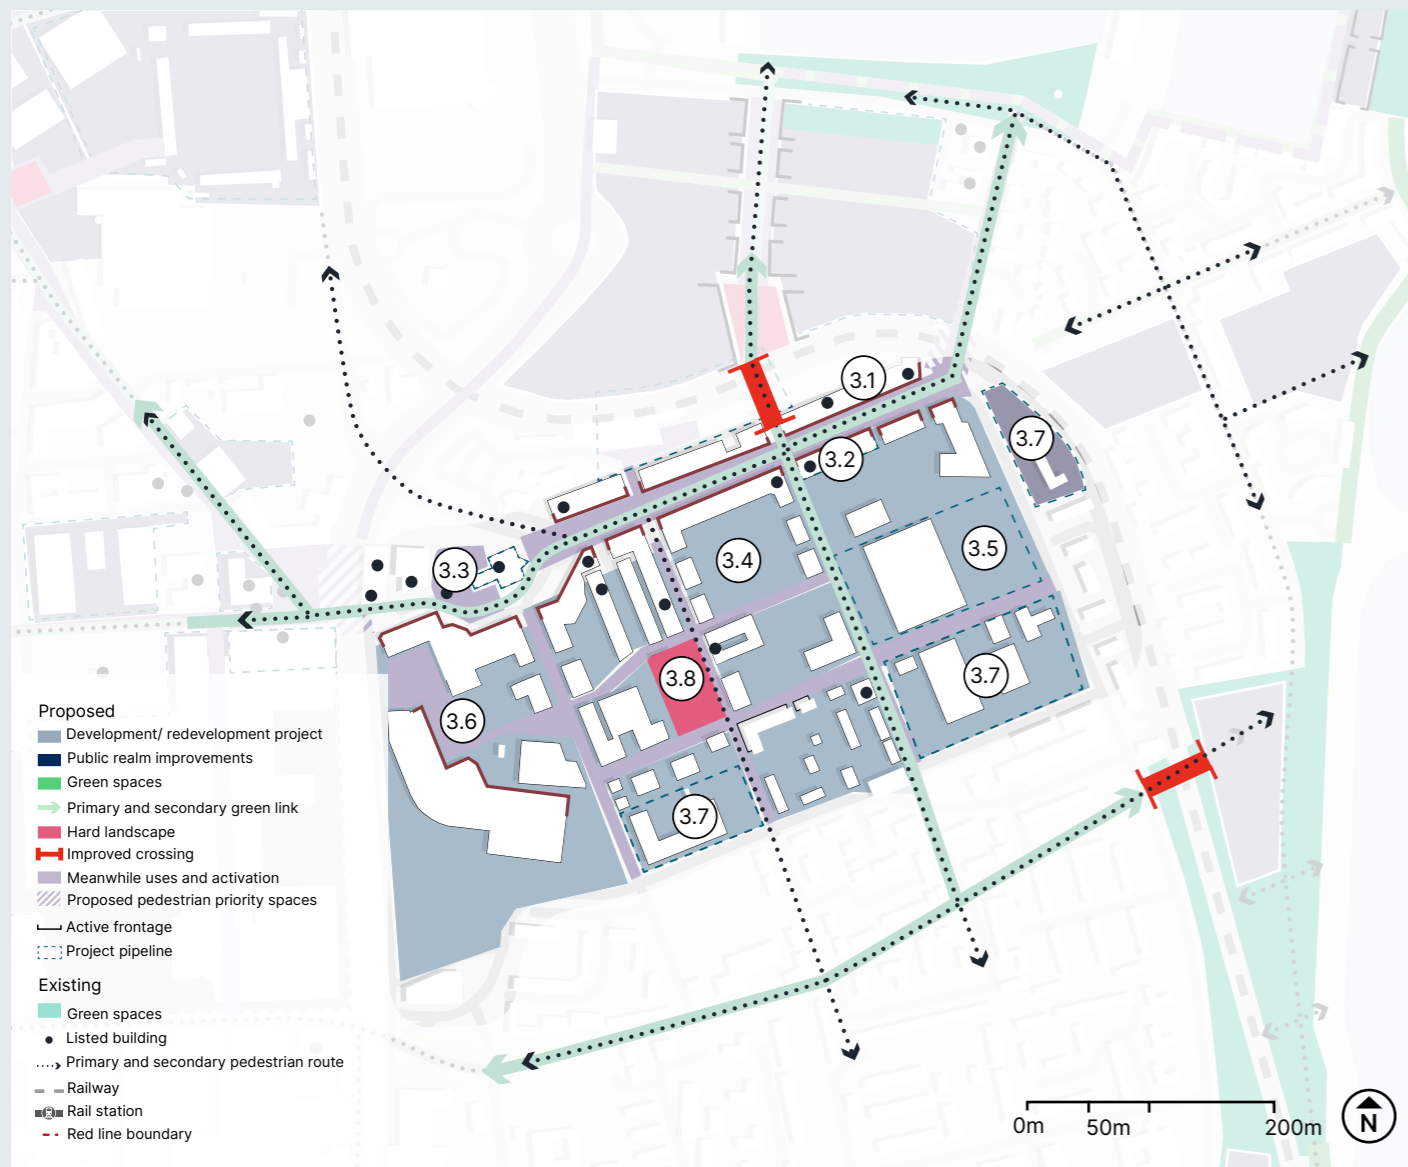 3.1
3.2
3.7
3.3
3.4
3.5
3.8
3.7
3.6
3.7
Proposed
Development/ redevelopment project
Public realm improvements
Green spaces
Primary and secondary green link
Hard landscape
Improved crossing
Meanwhile uses and activation
Proposed pedestrian priority spaces
Active frontage
Project pipeline
Existing
Green spaces
Listed building
Primary and secondary pedestrian route
Railway
Rail station
Red line boundary
0m 50m 200m
N